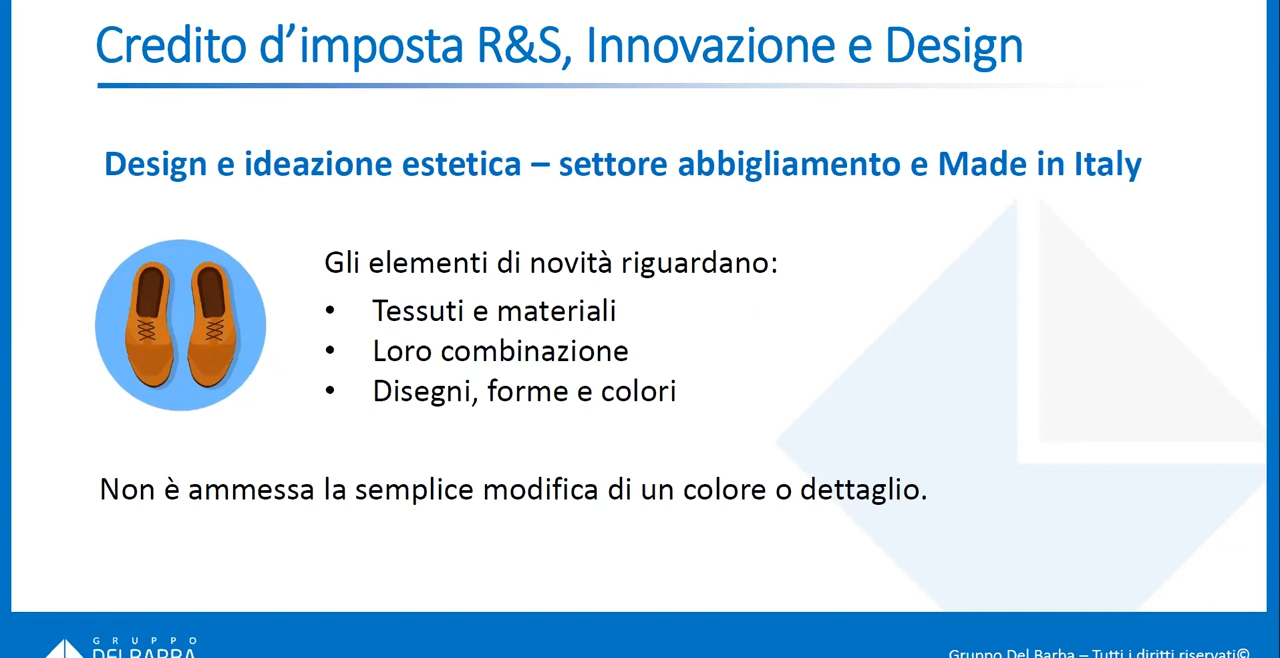 Credito d’imposta R&S, Innovazione e Design
Design e ideazione estetica – settore abbigliamento e Made in Italy
Gli elementi di novità riguardano:
• Tessuti e materiali
• Loro combinazione
• Disegni, forme e colori
Non è ammessa la semplice modifica di un colore o dettaglio.
GRUPPO
DEL BARBA
Gruppo Del Barba – Tutti i diritti riservati©